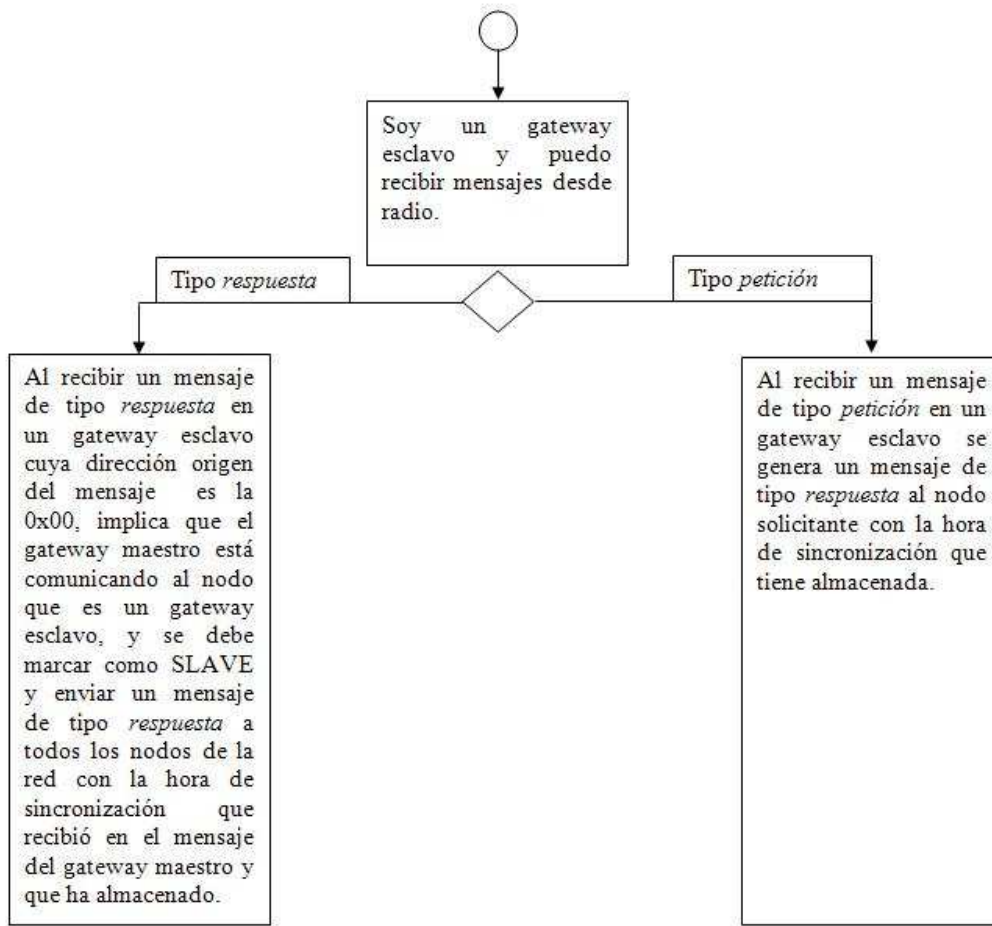 Soy un gateway
esclavo y puedo
recibir mensajes desde
radio.
Tipo respuesta
Tipo petición
Al recibir un mensaje
de tipo respuesta en
un gateway esclavo
cuya dirección origen
del mensaje es la
0x00, implica que el
gateway maestro está
comunicando al nodo
que es un gateway
esclavo, y se debe
marcar como SLAVE
y enviar un mensaje
de tipo respuesta a
todos los nodos de la
red con la hora de
sincronización que
recibió en el mensaje
del gateway maestro y
que ha almacenado.
Al recibir un mensaje
de tipo petición en un
gateway esclavo se
genera un mensaje de
tipo respuesta al nodo
solicitante con la hora
de sincronización que
tiene almacenada.